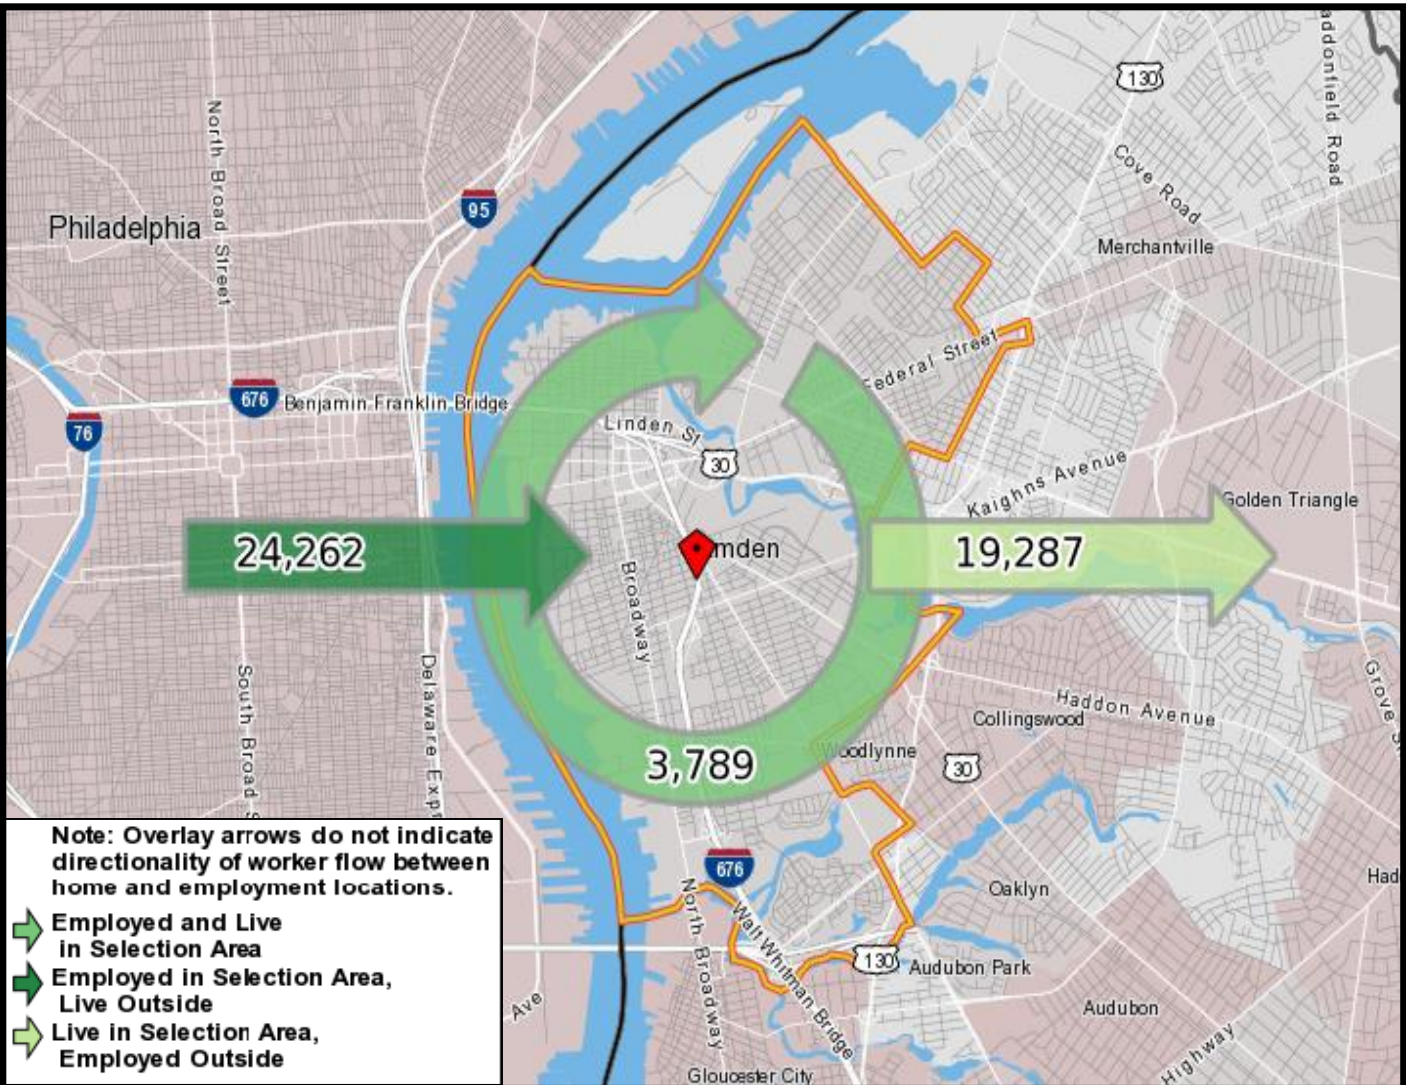 130
addonfield Road
North Broad Street
Cove Road
95
Philadelphia
Merchantville
Federal Street
676
Benjamin Franklin Bridge
76
Linden St
30
Kaighns Avenue
Golden Triangle
24,262
mden
19,287
Broadway
South Broad S
Delaware Exp
Grove S
Haddon Avenue
Collingswood
Woodlynne
3,789
30
Note: Overlay arrows do not indicate
directionality of worker flow between
home and employment locations.
Employed and Live
in Selection Area
Employed in Selection Area,
Live Outside
Live in Selection Area,
Employed Outside
676
Oaklyn
Had
North Broadway
Walt Whitman Bridge
130
Audubon Park
Ave
Audubon
Highway
Gloucester City